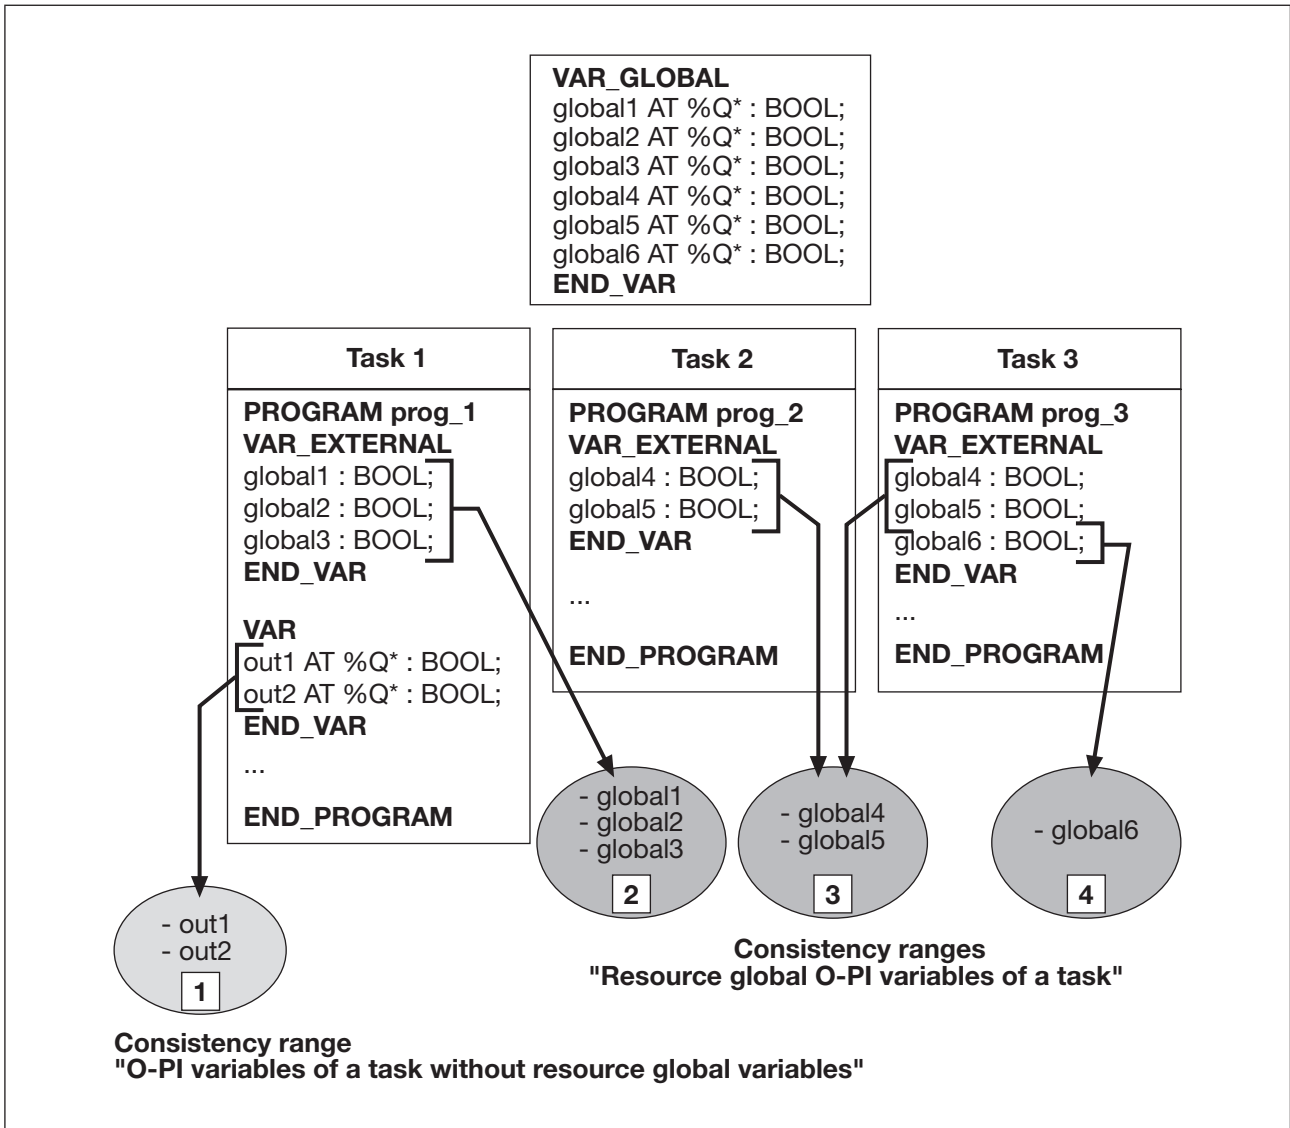 VAR_GLOBAL
global1 AT %Q* : BOOL;
global2 AT %Q* : BOOL;
global3 AT %Q* : BOOL;
global4 AT %Q* : BOOL;
global5 AT %Q* : BOOL;
global6 AT %Q* : BOOL;
END_VAR
Task 1
PROGRAM prog_1
VAR_EXTERNAL
global1 : BOOL;
global2 : BOOL;
global3 : BOOL;
END_VAR
VAR
out1 AT %Q* : BOOL;
out2 AT %Q* : BOOL;
END_VAR
...
END_PROGRAM
Task 2
PROGRAM prog_2
VAR_EXTERNAL
global4 : BOOL;
global5 : BOOL;
END_VAR
...
END_PROGRAM
Task 3
PROGRAM prog_3
VAR_EXTERNAL
global4 : BOOL;
global5 : BOOL;
global6 : BOOL;
END_VAR
...
END_PROGRAM
- out1
- out2
1
- global1
- global2
- global3
2
- global4
- global5
3
- global6
4
Consistency ranges
"Resource global O-PI variables of a task"
Consistency range
"O-PI variables of a task without resource global variables"